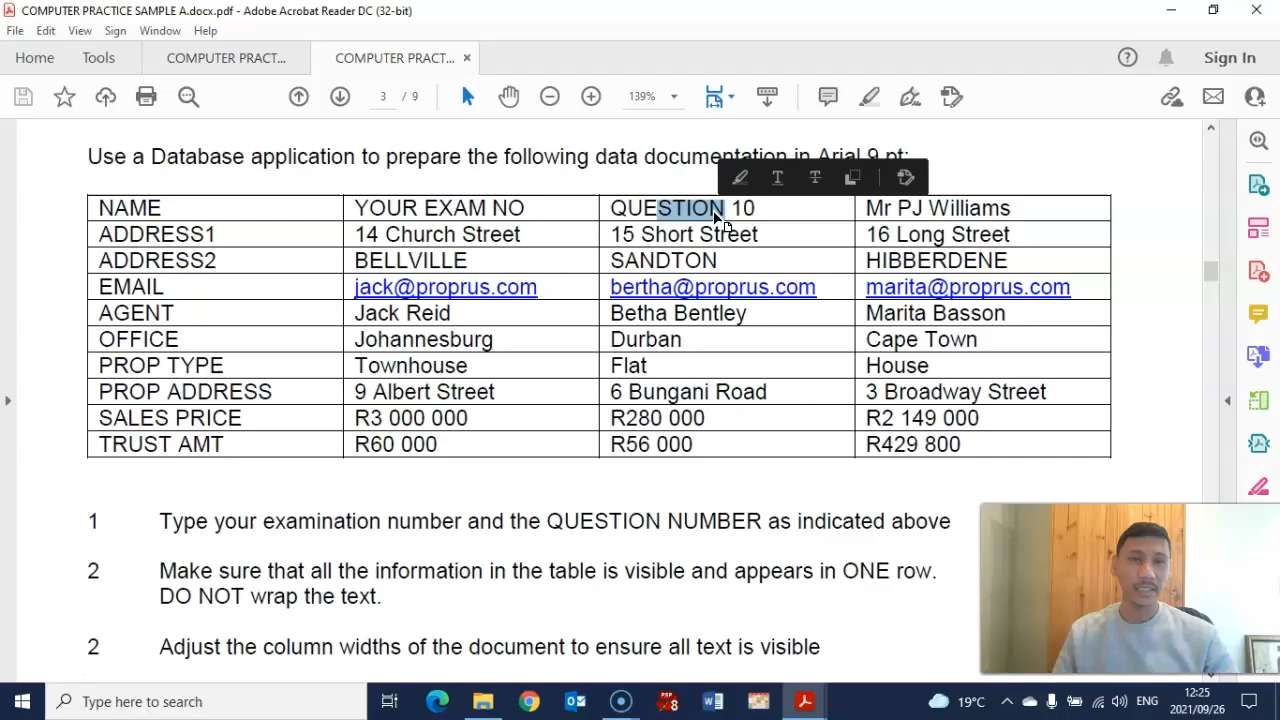 COMPUTER PRACTICE SAMPLE A.docx.pdf - Adobe Acrobat Reader DC (32-bit)
File Edit View Sign Window Help
Home Tools COMPUTER PRACT... COMPUTER PRACT... × Sign In
3 / 9 139%
Use a Database application to prepare the following data documentation in Arial 9 pt:
NAME YOUR EXAM NO QUESTION 10 Mr PJ Williams
ADDRESS1 14 Church Street 15 Short Street 16 Long Street
ADDRESS2 BELLVILLE SANDTON HIBBERDENE
EMAIL jack@proprus.com bertha@proprus.com marita@proprus.com
AGENT Jack Reid Betha Bentley Marita Basson
OFFICE Johannesburg Durban Cape Town
PROP TYPE Townhouse Flat House
PROP ADDRESS 9 Albert Street 6 Bungani Road 3 Broadway Street
SALES PRICE R3 000 000 R280 000 R2 149 000
TRUST AMT R60 000 R56 000 R429 800
1 Type your examination number and the QUESTION NUMBER as indicated above
2 Make sure that all the information in the table is visible and appears in ONE row.
DO NOT wrap the text.
2 Adjust the column widths of the document to ensure all text is visible
Type here to search
19°C ENG 12:25
2021/09/26